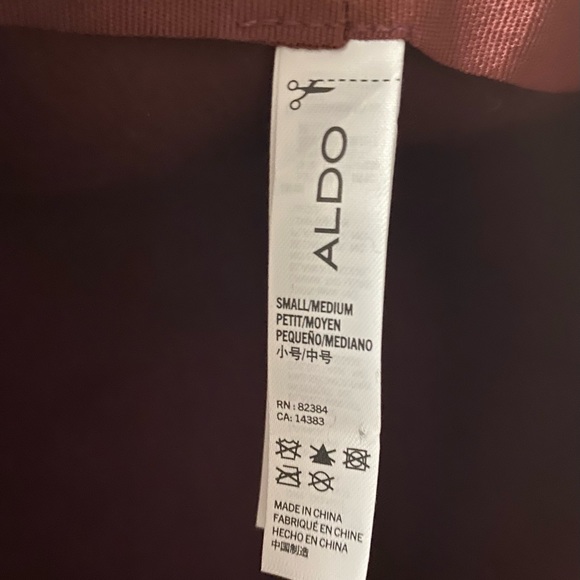 ALDO
SMALL/MEDIUM
PETIT/MOYEN
PEQUEÑO/MEDIANO
小号/中号
RN : 82384
CA: 14383
MADE IN CHINA
FABRIQUÉ EN CHINE
HECHO EN CHINA
中国制造